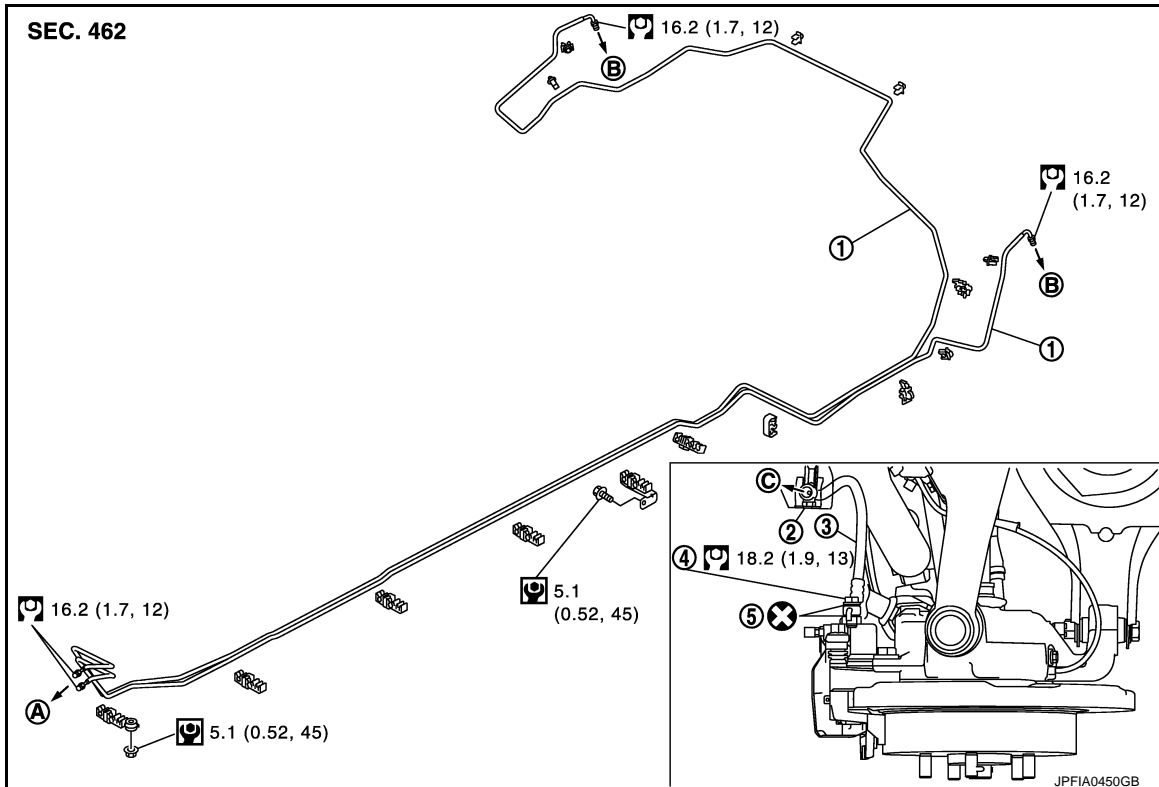 SEC. 462
16.2 (1.7, 12)
B
16.2
(1.7, 12)
1
B
1
C
2
3
4 18.2 (1.9, 13)
5
5.1
(0.52, 45)
16.2 (1.7, 12)
A
5.1 (0.52, 45)
JPFIA0450GB